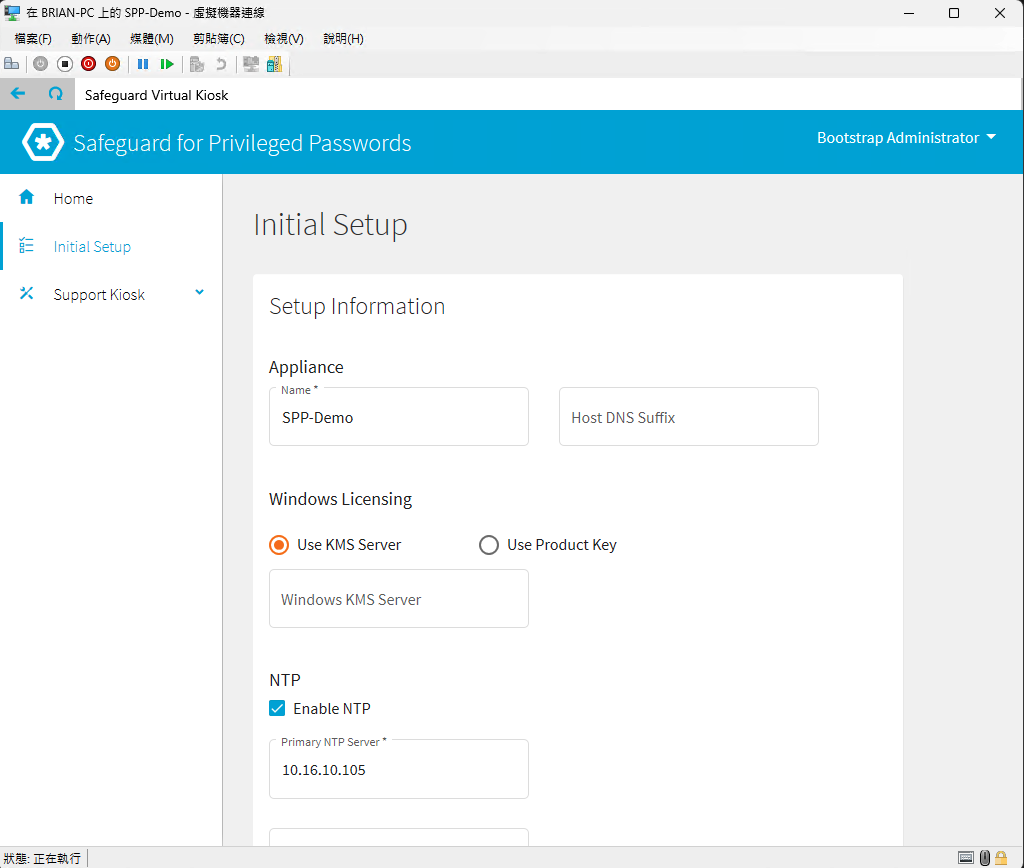 在 BRIAN-PC 上的 SPP-Demo - 虛擬機器連線
檔案(F) 動作(A) 媒體(M) 剪貼簿(C) 檢視(V) 說明(H)
Safeguard Virtual Kiosk
Safeguard for Privileged Passwords
Bootstrap Administrator
Home
Initial Setup
Support Kiosk
Initial Setup
Setup Information
Appliance
Name *
SPP-Demo
Host DNS Suffix
Windows Licensing
Use KMS Server
Use Product Key
Windows KMS Server
NTP
Enable NTP
Primary NTP Server *
10.16.10.105
狀態: 正在執行